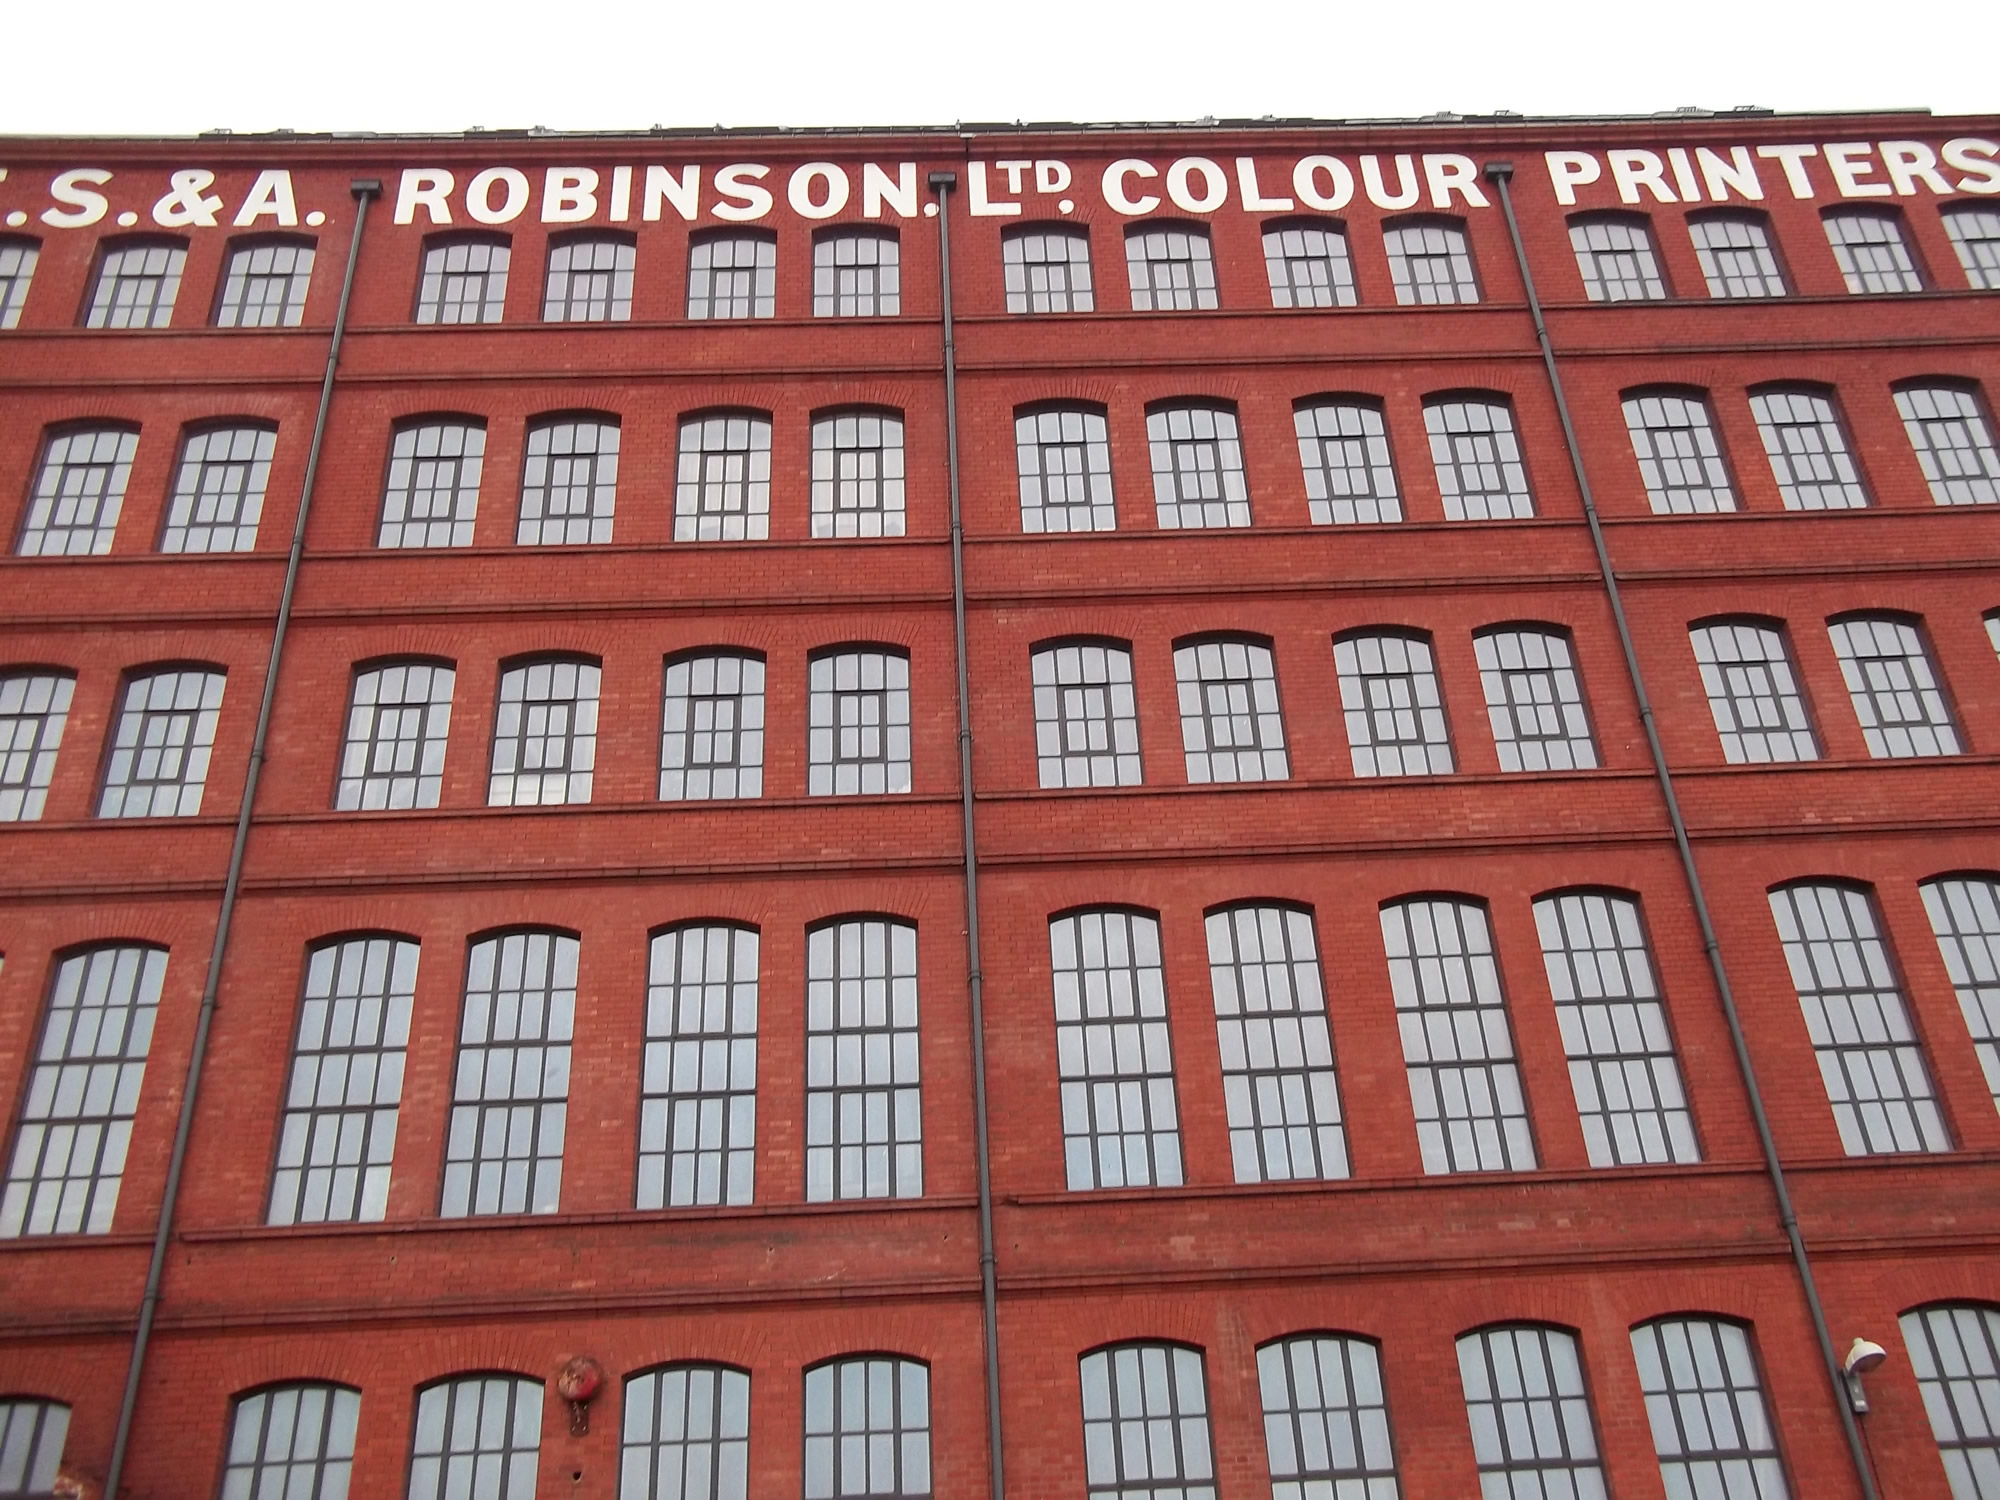 .S.&A. ROBINSON. LTD. COLOUR PRINTERS